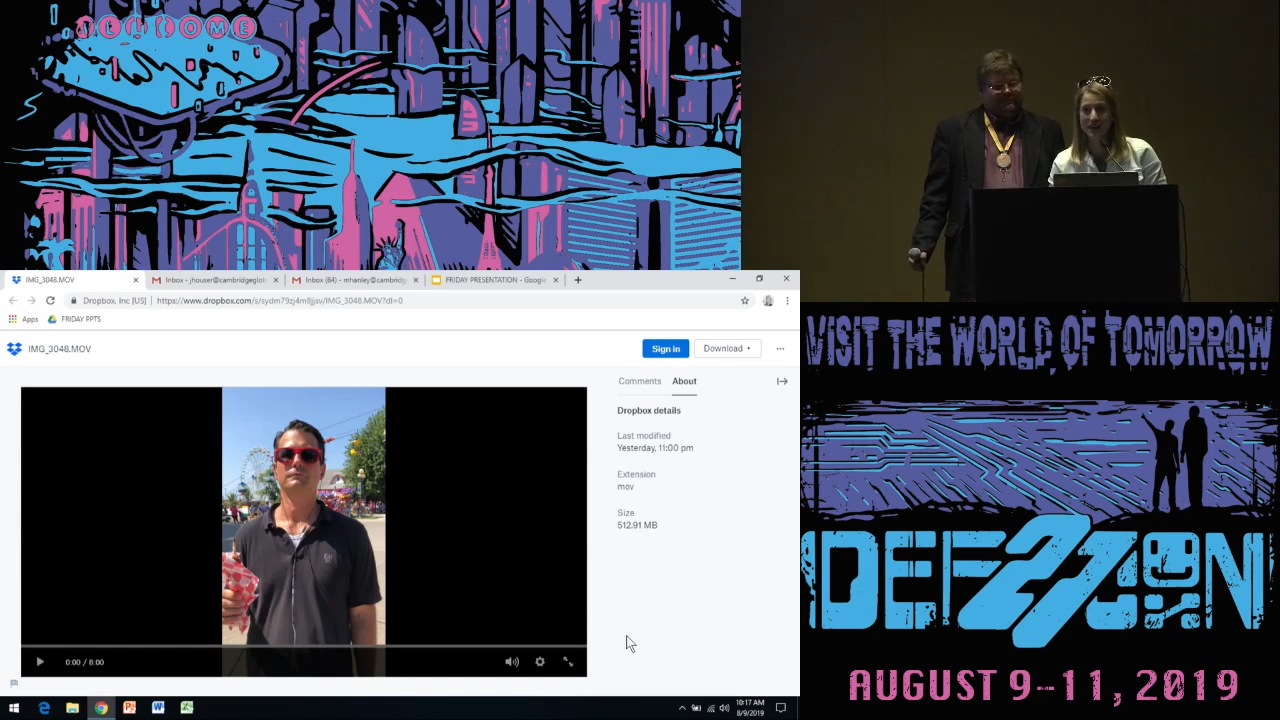 WELCOME
IMG_3048.MOV
Inbox - jhouser@cambridgeglob
Inbox (64) - mhanley@cambridg
FRIDAY PRESENTATION - Google
Dropbox, Inc [US]
https://www.dropbox.com/s/sydm79zj4m8jjsv/IMG_3048.MOV?dl=0
Apps
FRIDAY PPTS
IMG_3048.MOV
Sign in
Download
Comments
About
Dropbox details
Last modified
Yesterday, 11:00 pm
Extension
mov
Size
512.91 MB
0:00 / 8:00
10:17 AM
8/9/2019
VISIT THE WORLD OF TOMORROW
DEF 27 CON
AUGUST 9-11, 2019